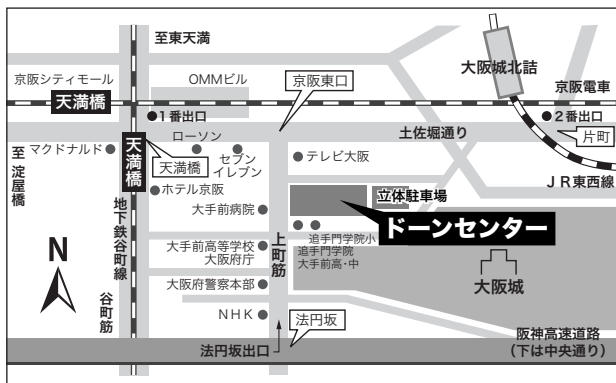 至東天満
大阪城北詰
京阪シティモール
OMMビル
京阪東口
京阪電車
天満橋
1番出口
2番出口
土佐堀通り
片町
ローソン
マクドナルド
天満橋
天満橋
セブン
イレブン
テレビ大阪
至
淀屋橋
JR東西線
ホテル京阪
立体駐車場
大手前病院
ドーンセンター
地下鉄谷町線
上町筋
追手門学院小
追手門学院
大手前高・中
大手前高等学校
大阪府庁
N
大阪城
大阪府警察本部
谷町筋
NHK
法円坂
阪神高速道路
(下は中央通り)
法円坂出口